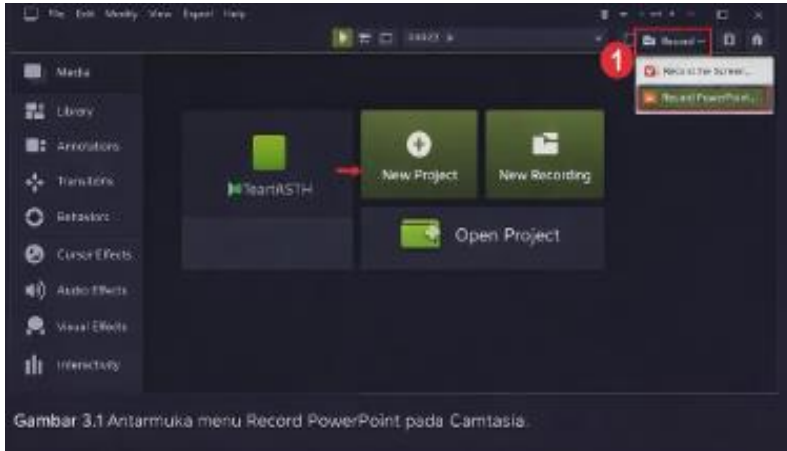 File Edit Modify View Export Help
1
Record
Record the Screen...
Record PowerPoint...
Media
Library
Annotations
Transitions
Behaviors
Cursor Effects
Audio Effects
Visual Effects
Interactivity
New Project
New Recording
Open Project
Gambar 3.1 Antarmuka menu Record PowerPoint pada Camtasia.